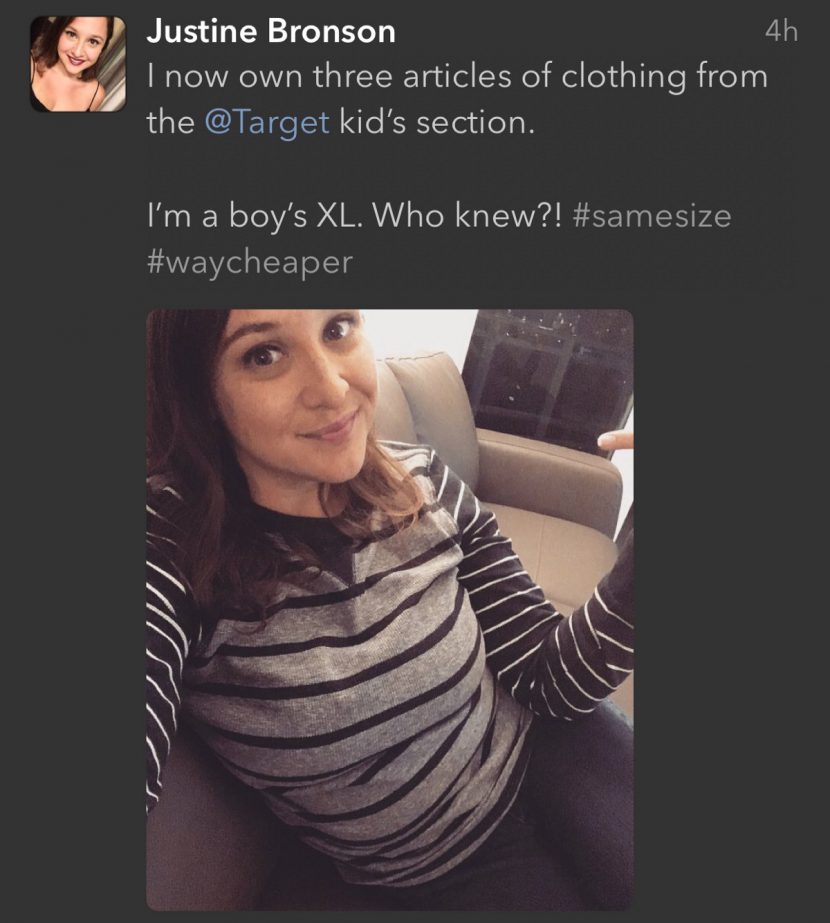 Justine Bronson 4h
I now own three articles of clothing from
the @Target kid’s section.
I’m a boy’s XL. Who knew?! #samesize
#waycheaper